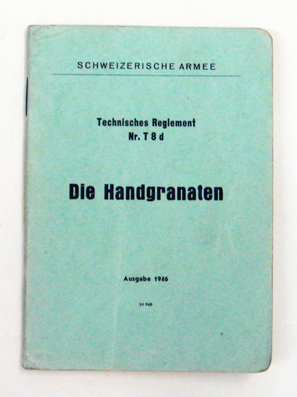 SCHWEIZERISCHE ARMEE
Technisches Reglement
Nr. T 8 d
Die Handgranaten
Ausgabe 1946